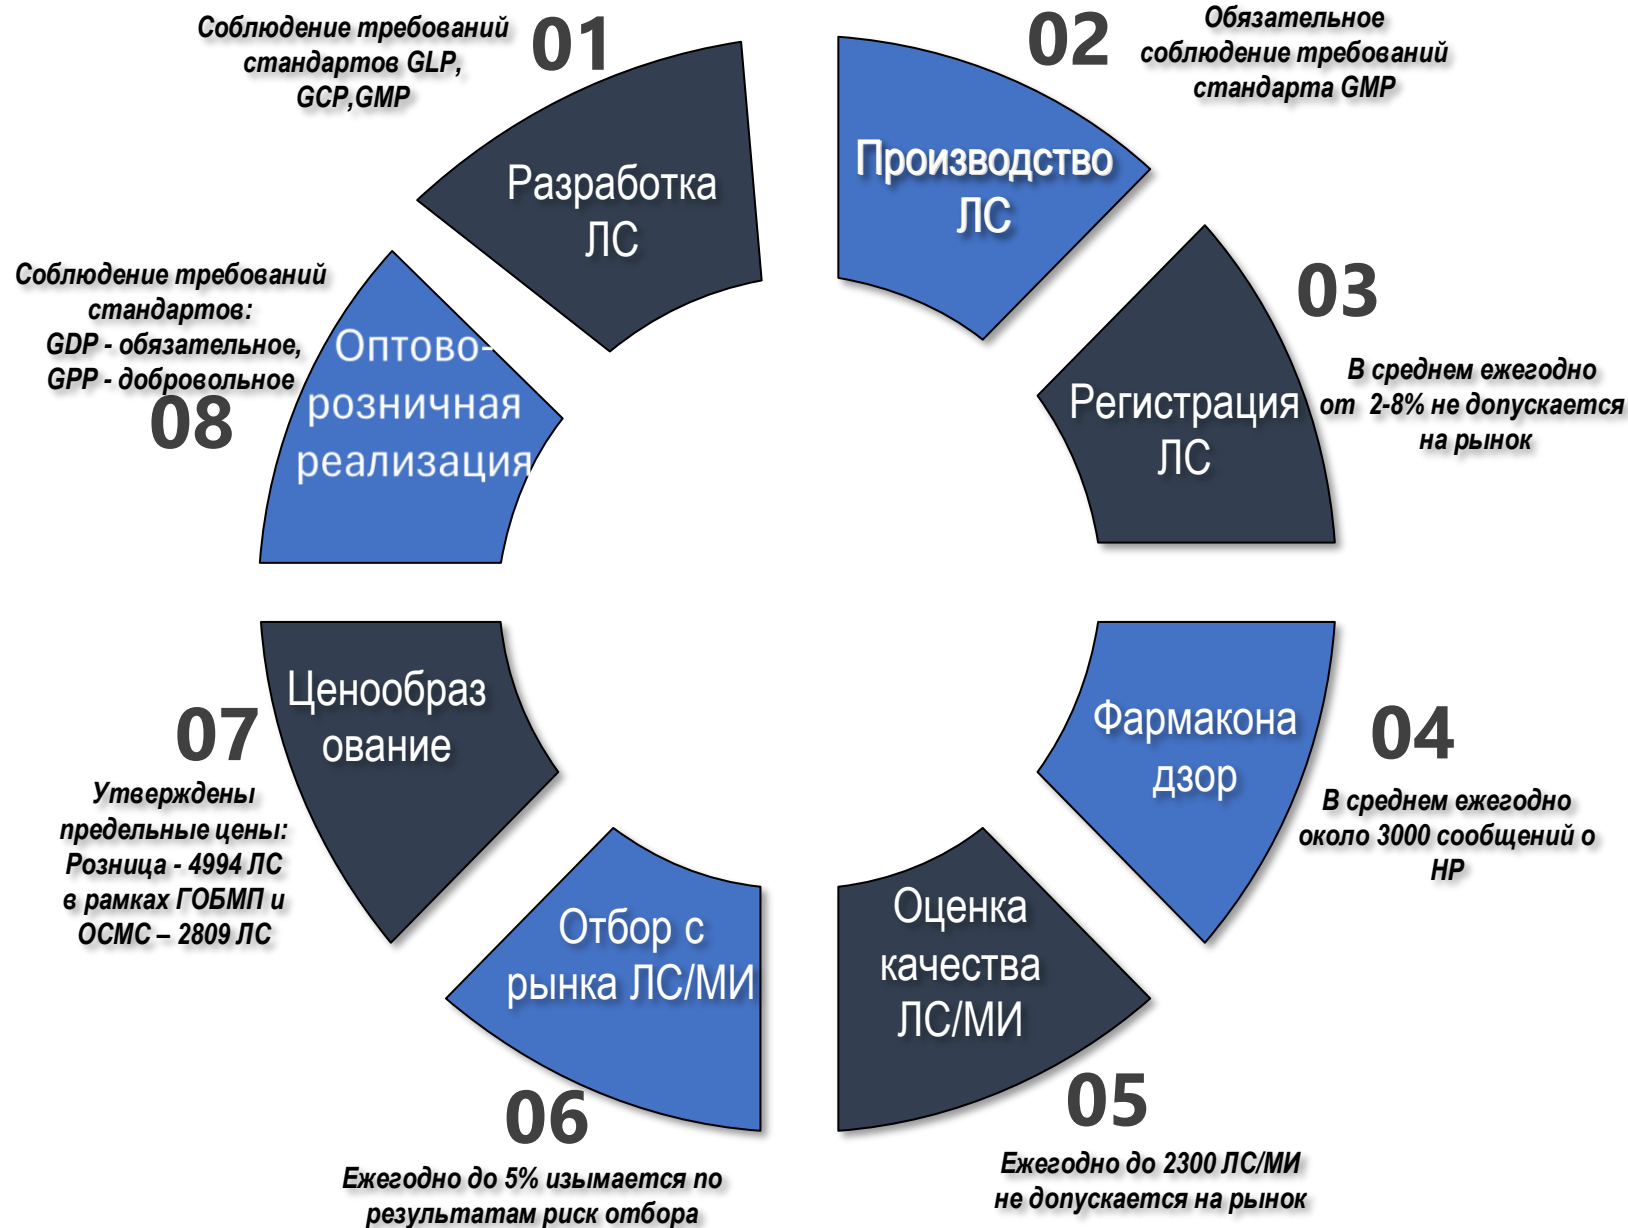 01
Соблюдение требований
стандартов GLP,
GCP,GMP
Разработка
ЛС
02
Обязательное
соблюдение требований
стандарта GMP
Производство
ЛС
03
Регистрация
ЛС
В среднем ежегодно
от 2-8% не допускается
на рынок
04
Фармакона
дзор
В среднем ежегодно
около 3000 сообщений о
НР
05
Оценка
качества
ЛС/МИ
Ежегодно до 2300 ЛС/МИ
не допускается на рынок
06
Отбор с
рынка ЛС/МИ
Ежегодно до 5% изымается по
результатам риск отбора
07
Ценообраз
ование
Утверждены
предельные цены:
Розница - 4994 ЛС
в рамках ГОБМП и
ОСМС – 2809 ЛС
08
Соблюдение требований
стандартов:
GDP - обязательное,
GPP - добровольное
Оптово-
розничная
реализация